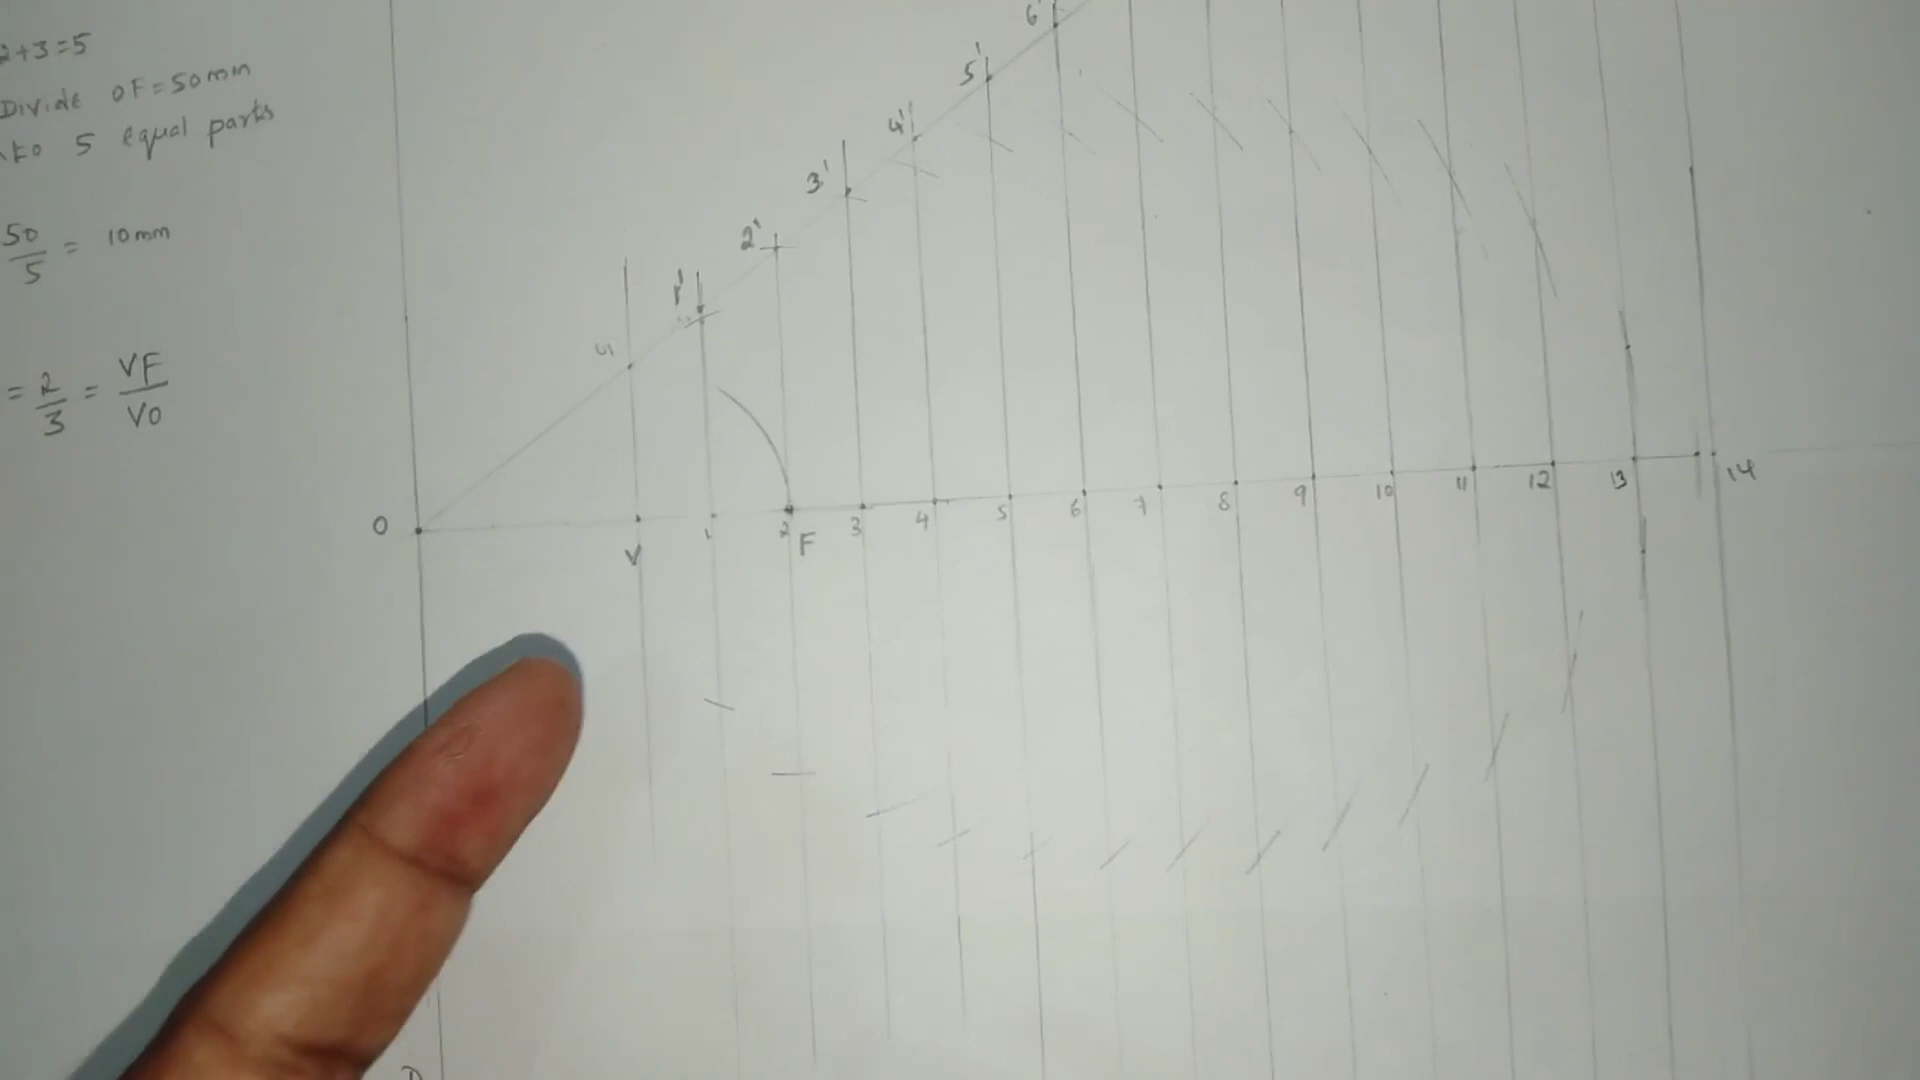 2+3=5
Divide OF=50mm
5 equal parts
50/5 = 10mm
= 2/3 = VF/VO
6'
5'
4'
3'
2'
1'
O
V 1 2 F 3 4 5 6 7 8 9 10 11 12 13 14